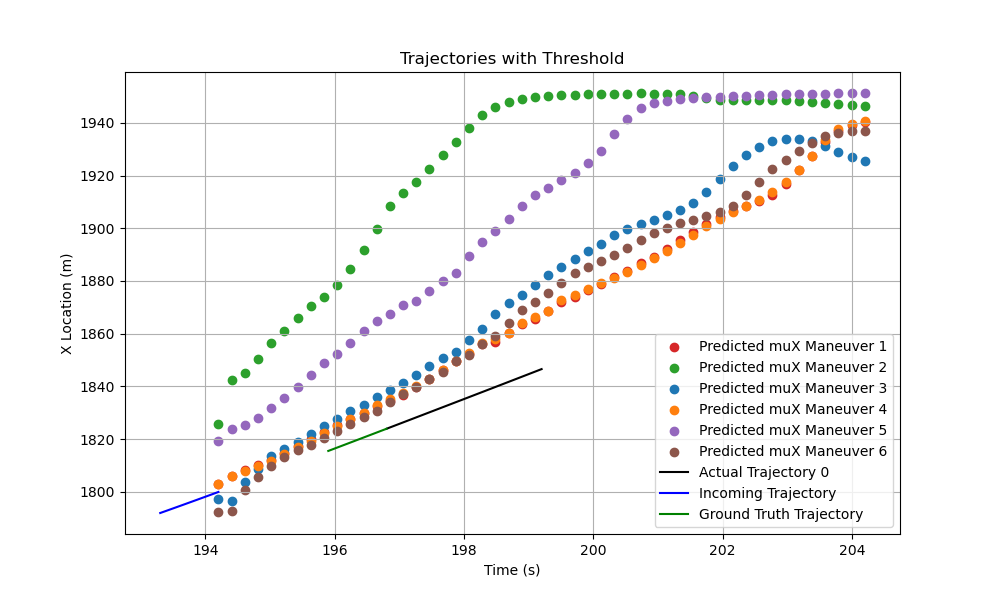 Trajectories with Threshold
X Location (m)
1940
1920
1900
1880
1860
1840
1820
1800
194
196
198
200
202
204
Time (s)
Predicted muX Maneuver 1
Predicted muX Maneuver 2
Predicted muX Maneuver 3
Predicted muX Maneuver 4
Predicted muX Maneuver 5
Predicted muX Maneuver 6
Actual Trajectory 0
Incoming Trajectory
Ground Truth Trajectory